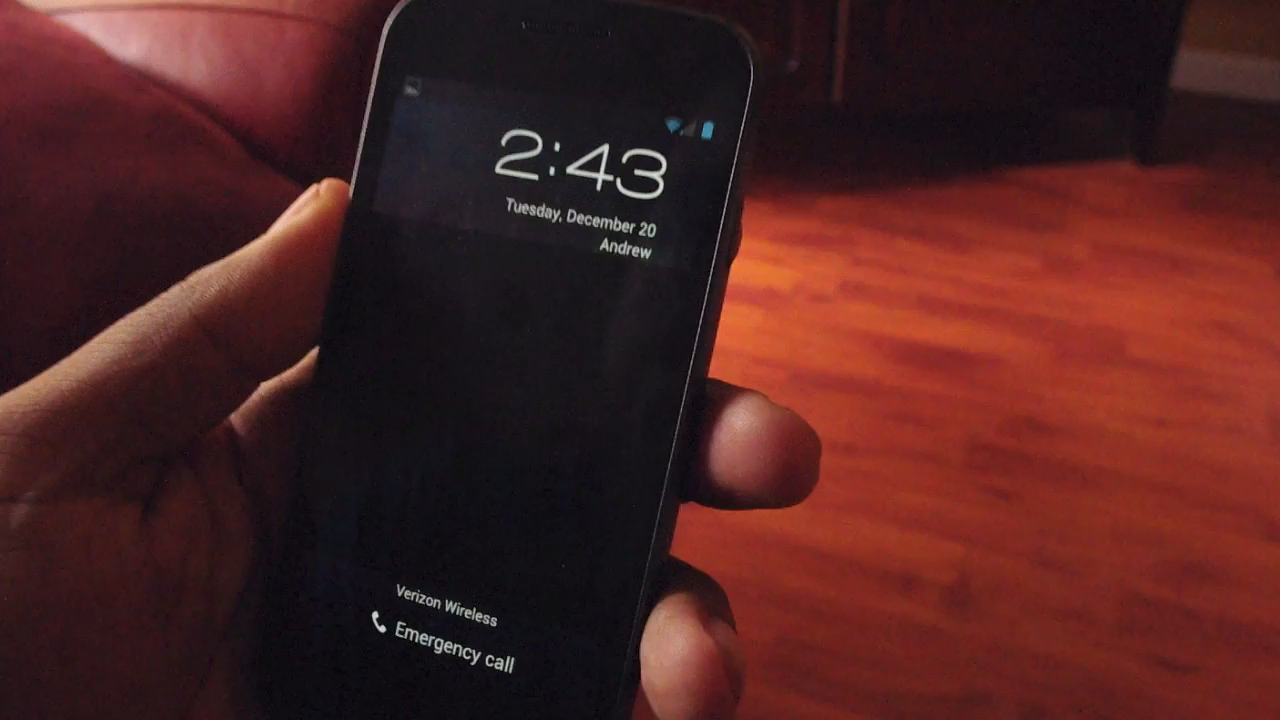 2:43
Tuesday, December 20
Andrew
Verizon Wireless
Emergency call